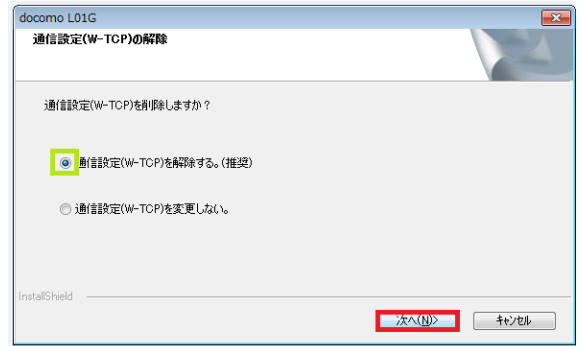 docomo L01G
通信設定(W-TCP)の解除
通信設定(W-TCP)を削除しますか？
通信設定(W-TCP)を解除する。(推奨)
通信設定(W-TCP)を変更しない。
InstallShield
次へ(N)>
キャンセル